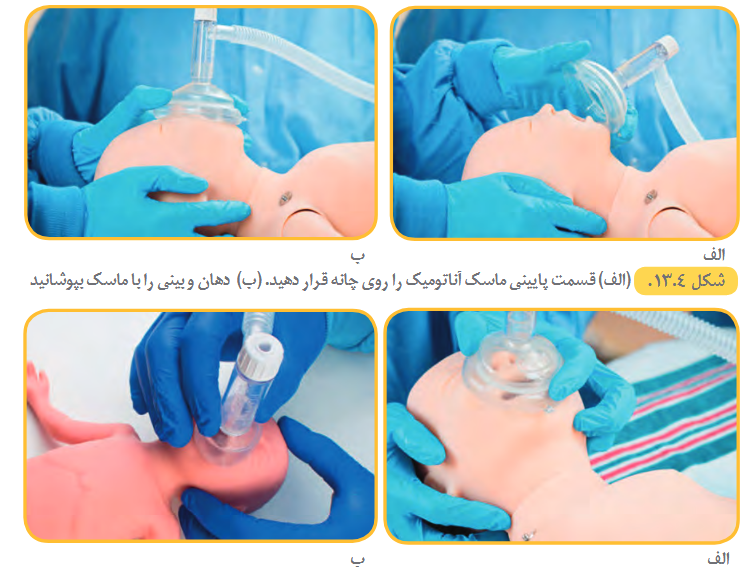 الف
ب
شکل ۱۳.۴. (الف) قسمت پایینی ماسک آناتومیک را روی چانه قرار دهید. (ب) دهان و بینی را با ماسک بپوشانید
الف
ب